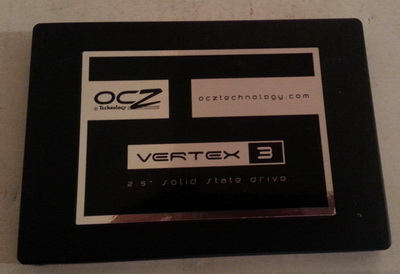 OCZ
Technology
ocztechnology.com
VERTEX 3
2.5" solid state drive